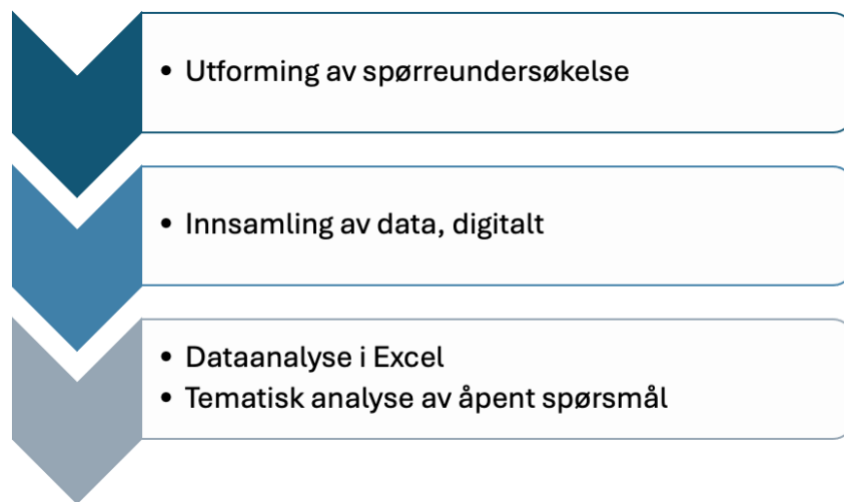 • Utforming av spørreundersøkelse
• Innsamling av data, digitalt
• Dataanalyse i Excel
• Tematisk analyse av åpent spørsmål